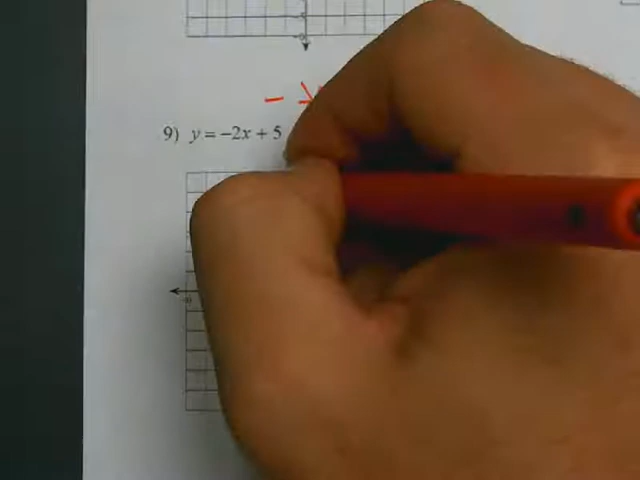 9) y = -2x + 5